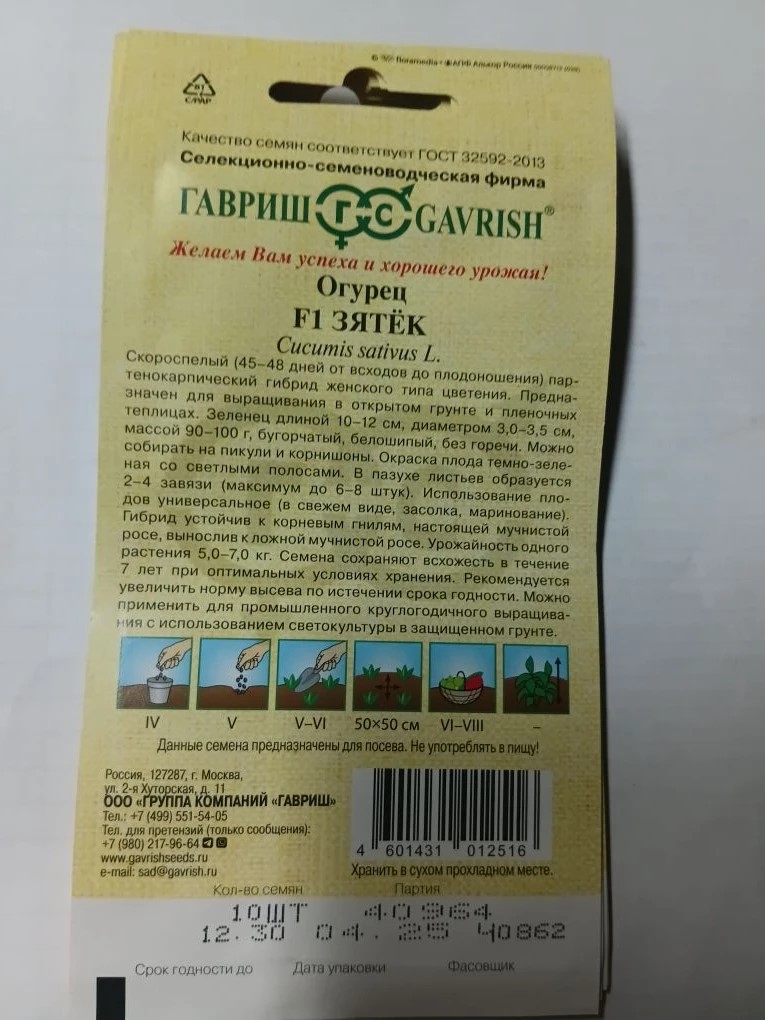 © floramedia • АПФ Алькор Россия
81
C/PAP
Качество семян соответствует ГОСТ 32592-2013
Селекционно-семеноводческая фирма
ГАВРИШ ГС GAVRISH®
Желаем Вам успеха и хорошего урожая!
Огурец
F1 ЗЯТЁК
Cucumis sativus L.
Скороспелый (45–48 дней от всходов до плодоношения) пар-
тенокарпический гибрид женского типа цветения. Предна-
значен для выращивания в открытом грунте и пленочных
теплицах. Зеленец длиной 10–12 см, диаметром 3,0–3,5 см,
массой 90–100 г, бугорчатый, белошипый, без горечи. Можно
собирать на пикули и корнишоны. Окраска плода темно-зеле-
ная со светлыми полосами. В пазухе листьев образуется
2–4 завязи (максимум до 6–8 штук). Использование пло-
дов универсальное (в свежем виде, засолка, маринование).
Гибрид устойчив к корневым гнилям, настоящей мучнистой
росе, вынослив к ложной мучнистой росе. Урожайность одного
растения 5,0–7,0 кг. Семена сохраняют всхожесть в течение
7 лет при оптимальных условиях хранения. Рекомендуется
увеличить норму высева по истечении срока годности. Можно
применить для промышленного круглогодичного выращива-
ния с использованием светокультуры в защищенном грунте.
IV V V–VI 50×50 см VI–VIII –
Данные семена предназначены для посева. Не употреблять в пищу!
Россия, 127287, г. Москва,
ул. 2-я Хуторская, д. 11
ООО «ГРУППА КОМПАНИЙ «ГАВРИШ»
Тел.: +7 (499) 551-54-05
Тел. для претензий (только сообщения):
+7 (980) 217-96-64
www.gavrishseeds.ru
e-mail: sad@gavrish.ru
4 601431 012516
Хранить в сухом прохладном месте.
Кол-во семян Партия
10ШТ 40964
12.30 04.25 40862
Срок годности до Дата упаковки Фасовщик